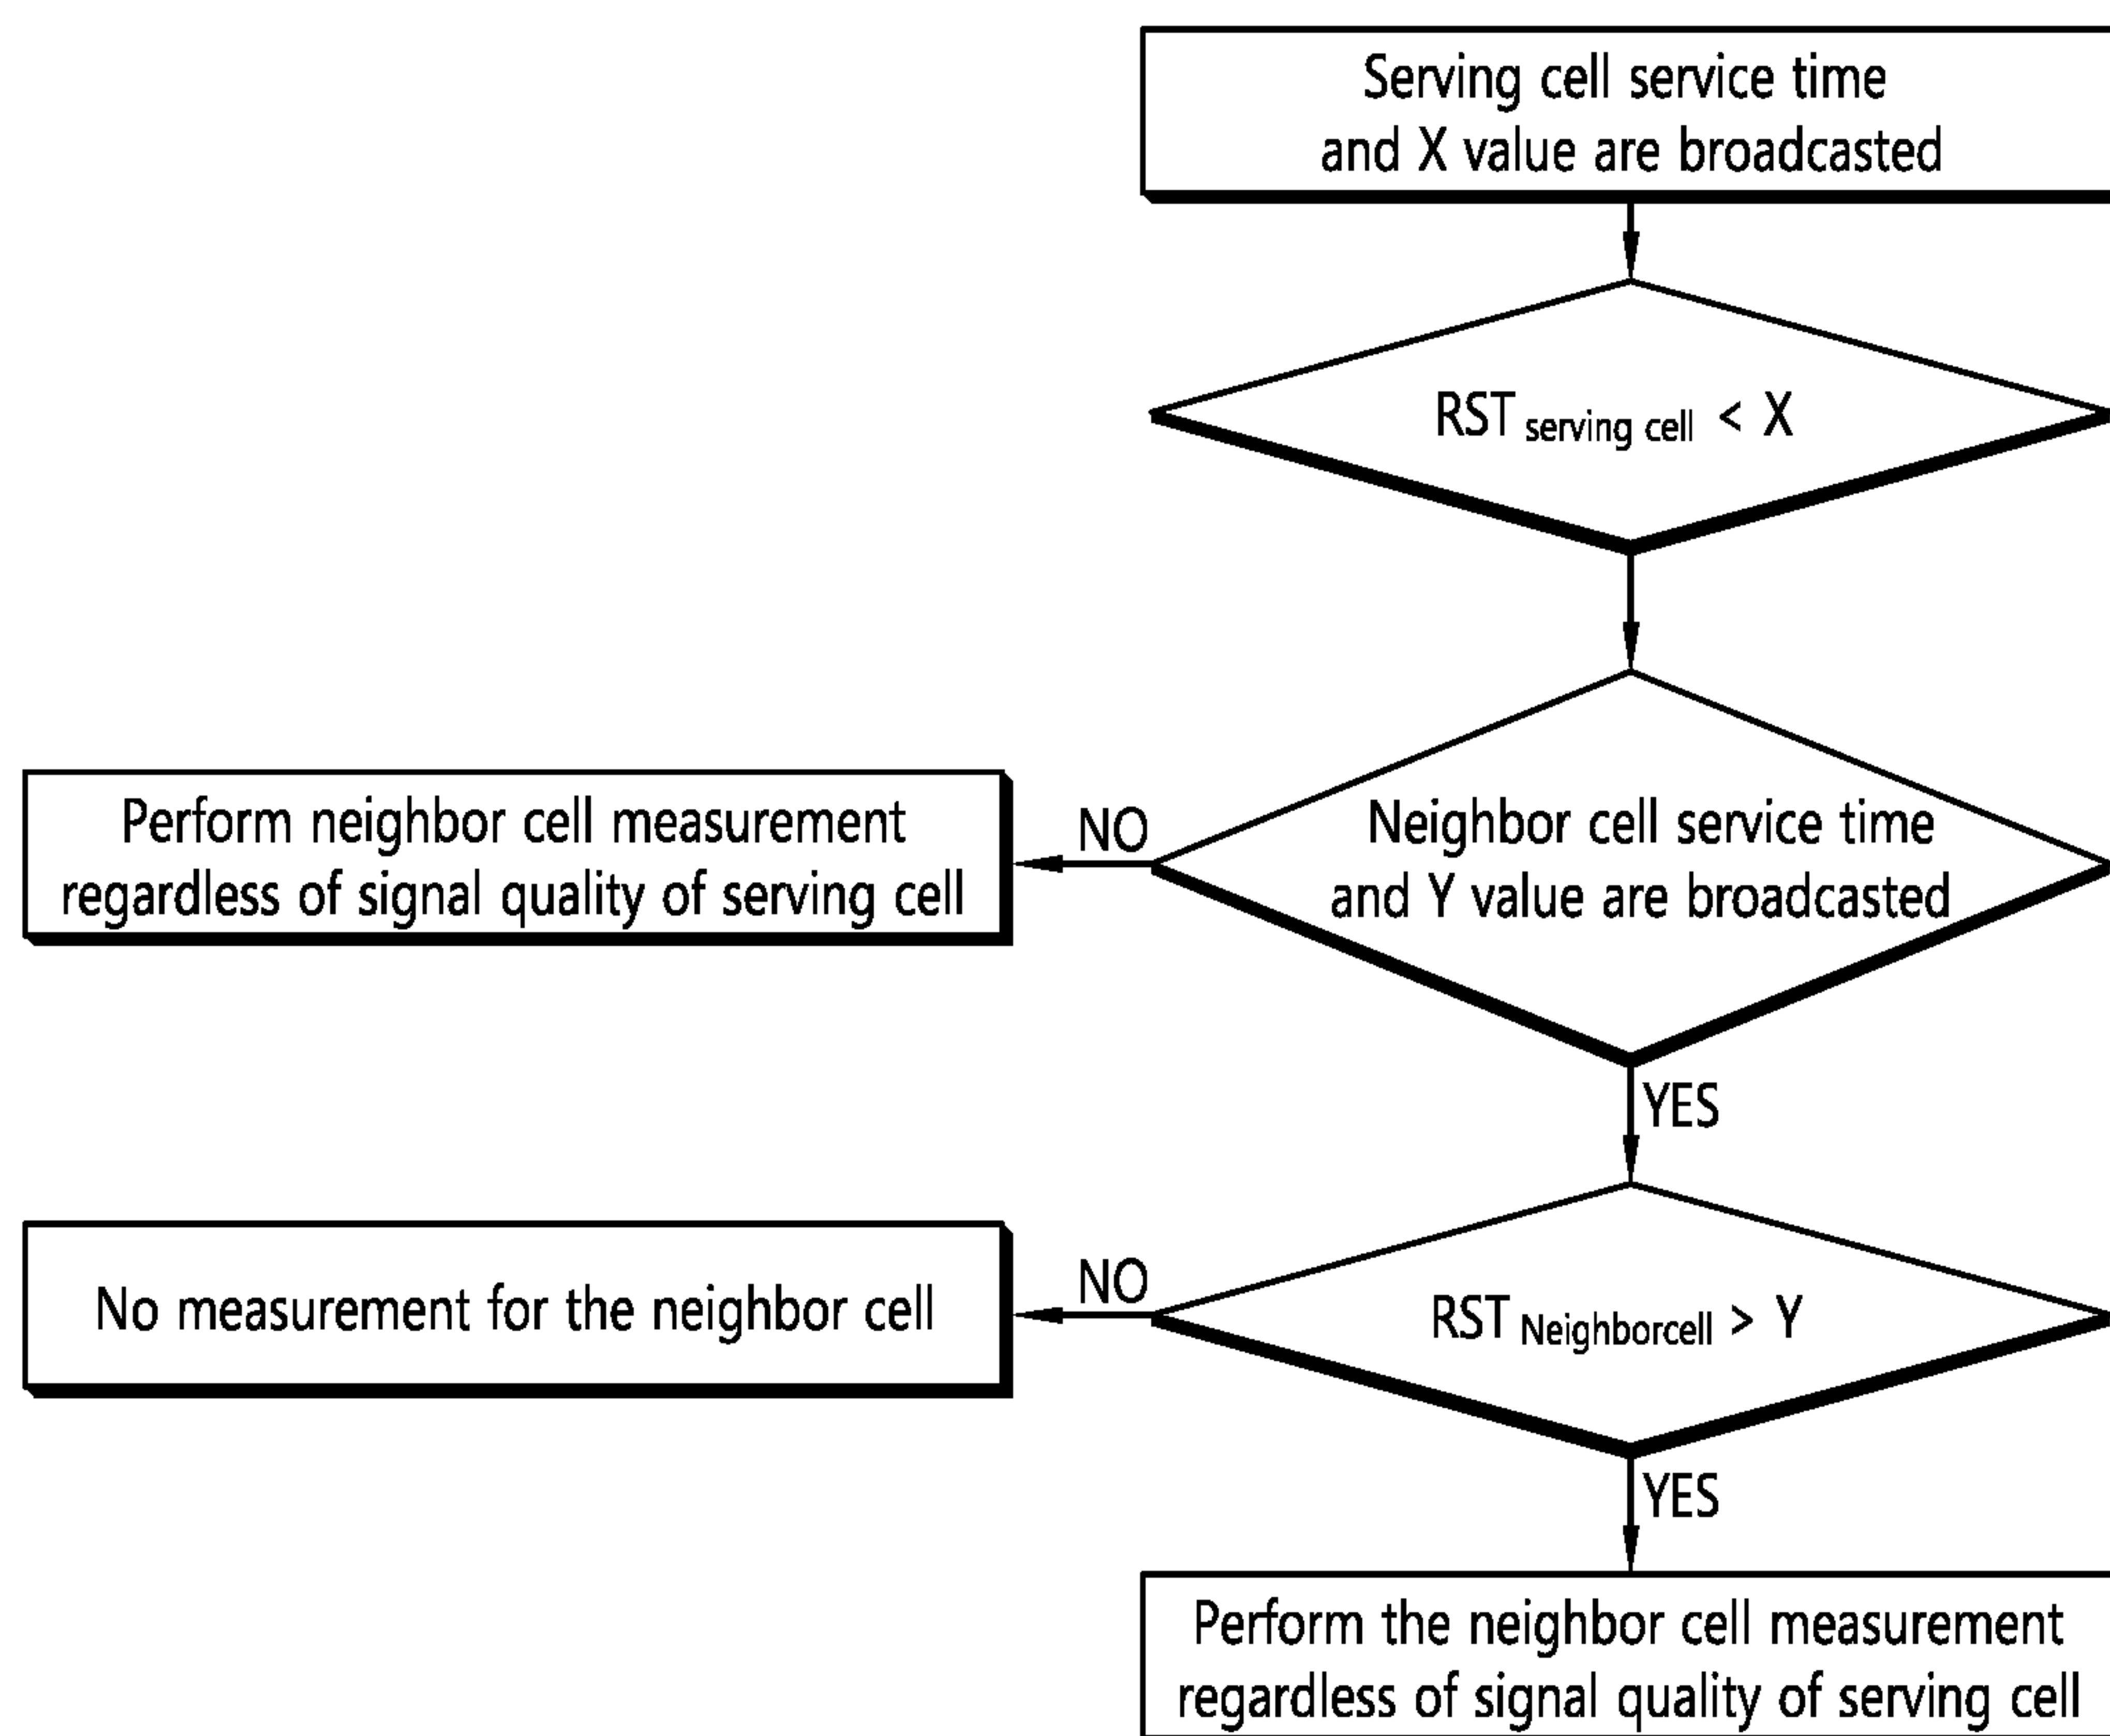 Serving cell service time
and X value are broadcasted
RST serving cell < X
Neighbor cell service time
and Y value are broadcasted
NO
Perform neighbor cell measurement
regardless of signal quality of serving cell
YES
RST Neighborcell > Y
NO
No measurement for the neighbor cell
YES
Perform the neighbor cell measurement
regardless of signal quality of serving cell